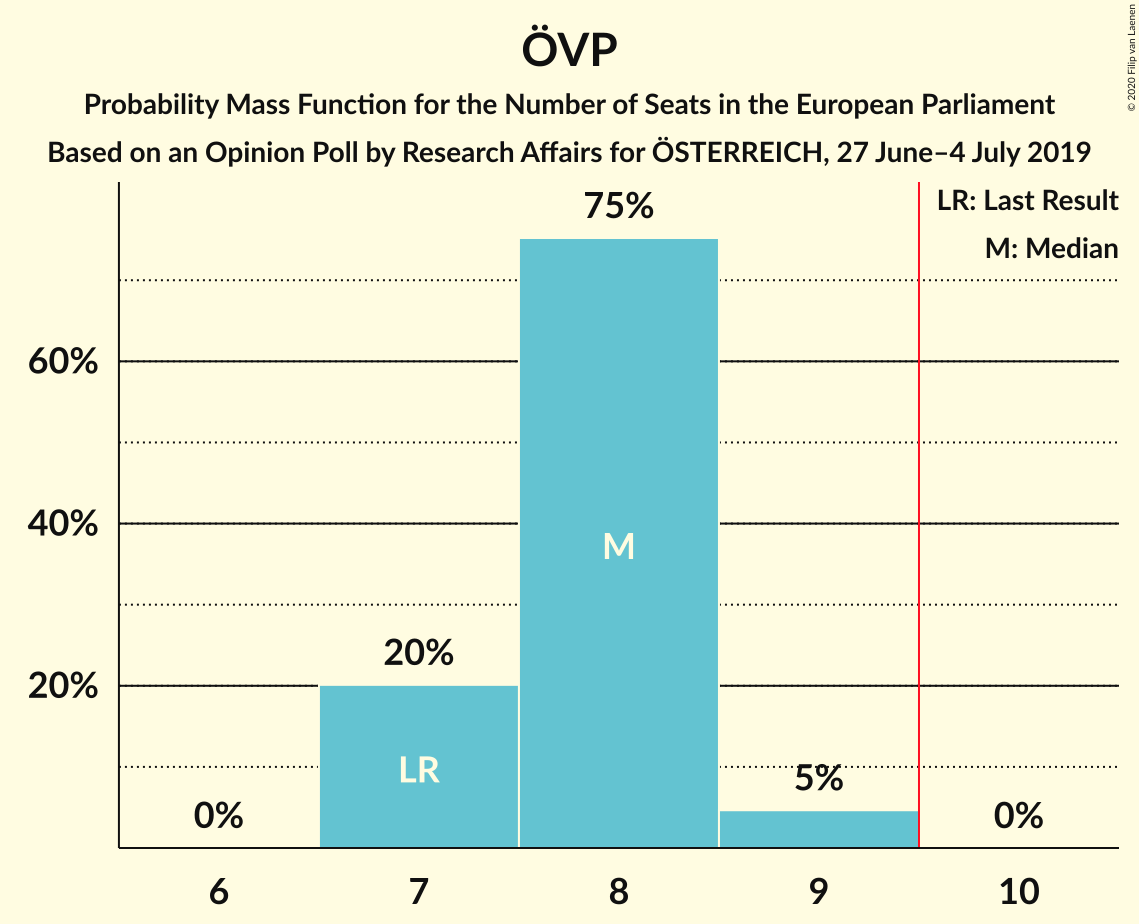 ÖVP
Probability Mass Function for the Number of Seats in the European Parliament
Based on an Opinion Poll by Research Affairs for ÖSTERREICH, 27 June–4 July 2019
© 2020 Filip van Laenen
LR: Last Result
M: Median
75%
60%
40%
M
20%
20%
LR
5%
0%
0%
6
7
8
9
10